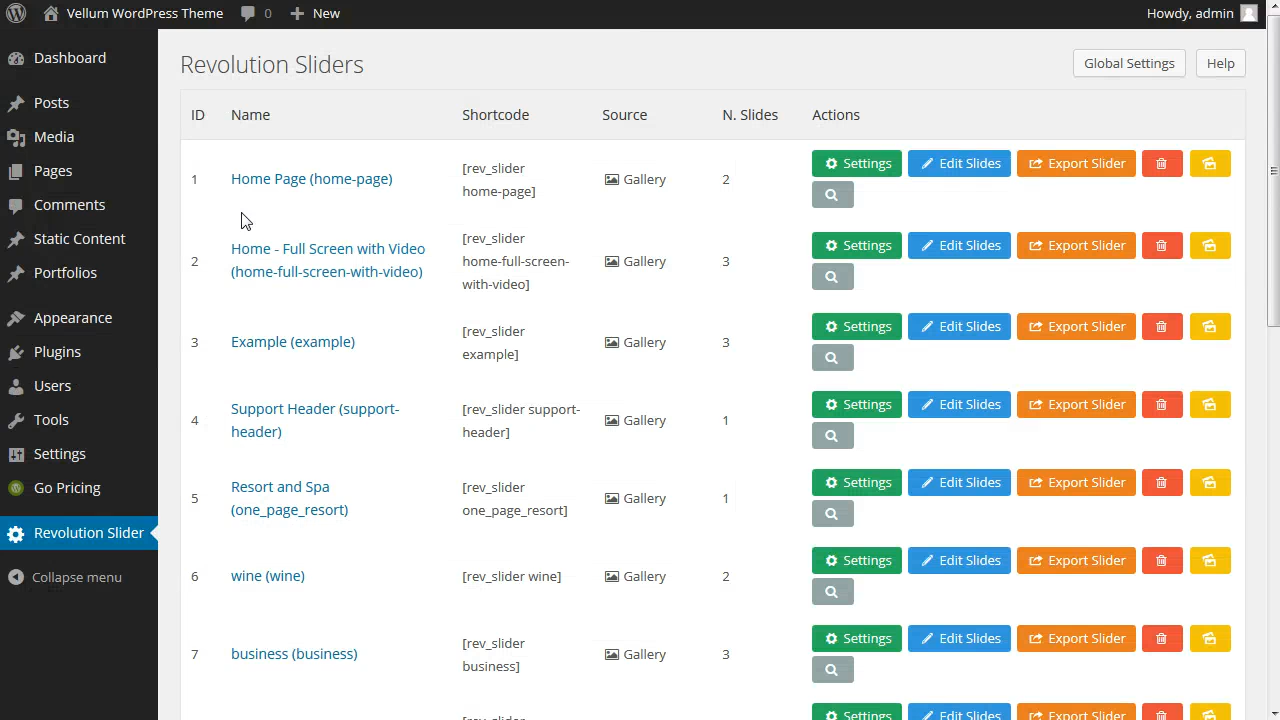 Vellum WordPress Theme 0 New Howdy, admin
Dashboard
Posts
Media
Pages
Comments
Static Content
Portfolios
Appearance
Plugins
Users
Tools
Settings
Go Pricing
Revolution Slider
Collapse menu
Revolution Sliders Global Settings Help
ID Name Shortcode Source N. Slides Actions
1 Home Page (home-page) [rev_slider
home-page] Gallery 2 Settings Edit Slides Export Slider
2 Home - Full Screen with Video
(home-full-screen-with-video) [rev_slider
home-full-screen-
with-video] Gallery 3 Settings Edit Slides Export Slider
3 Example (example) [rev_slider
example] Gallery 3 Settings Edit Slides Export Slider
4 Support Header (support-
header) [rev_slider support-
header] Gallery 1 Settings Edit Slides Export Slider
5 Resort and Spa
(one_page_resort) [rev_slider
one_page_resort] Gallery 1 Settings Edit Slides Export Slider
6 wine (wine) [rev_slider wine] Gallery 2 Settings Edit Slides Export Slider
7 business (business) [rev_slider
business] Gallery 3 Settings Edit Slides Export Slider
Settings Edit Slides Export Slider